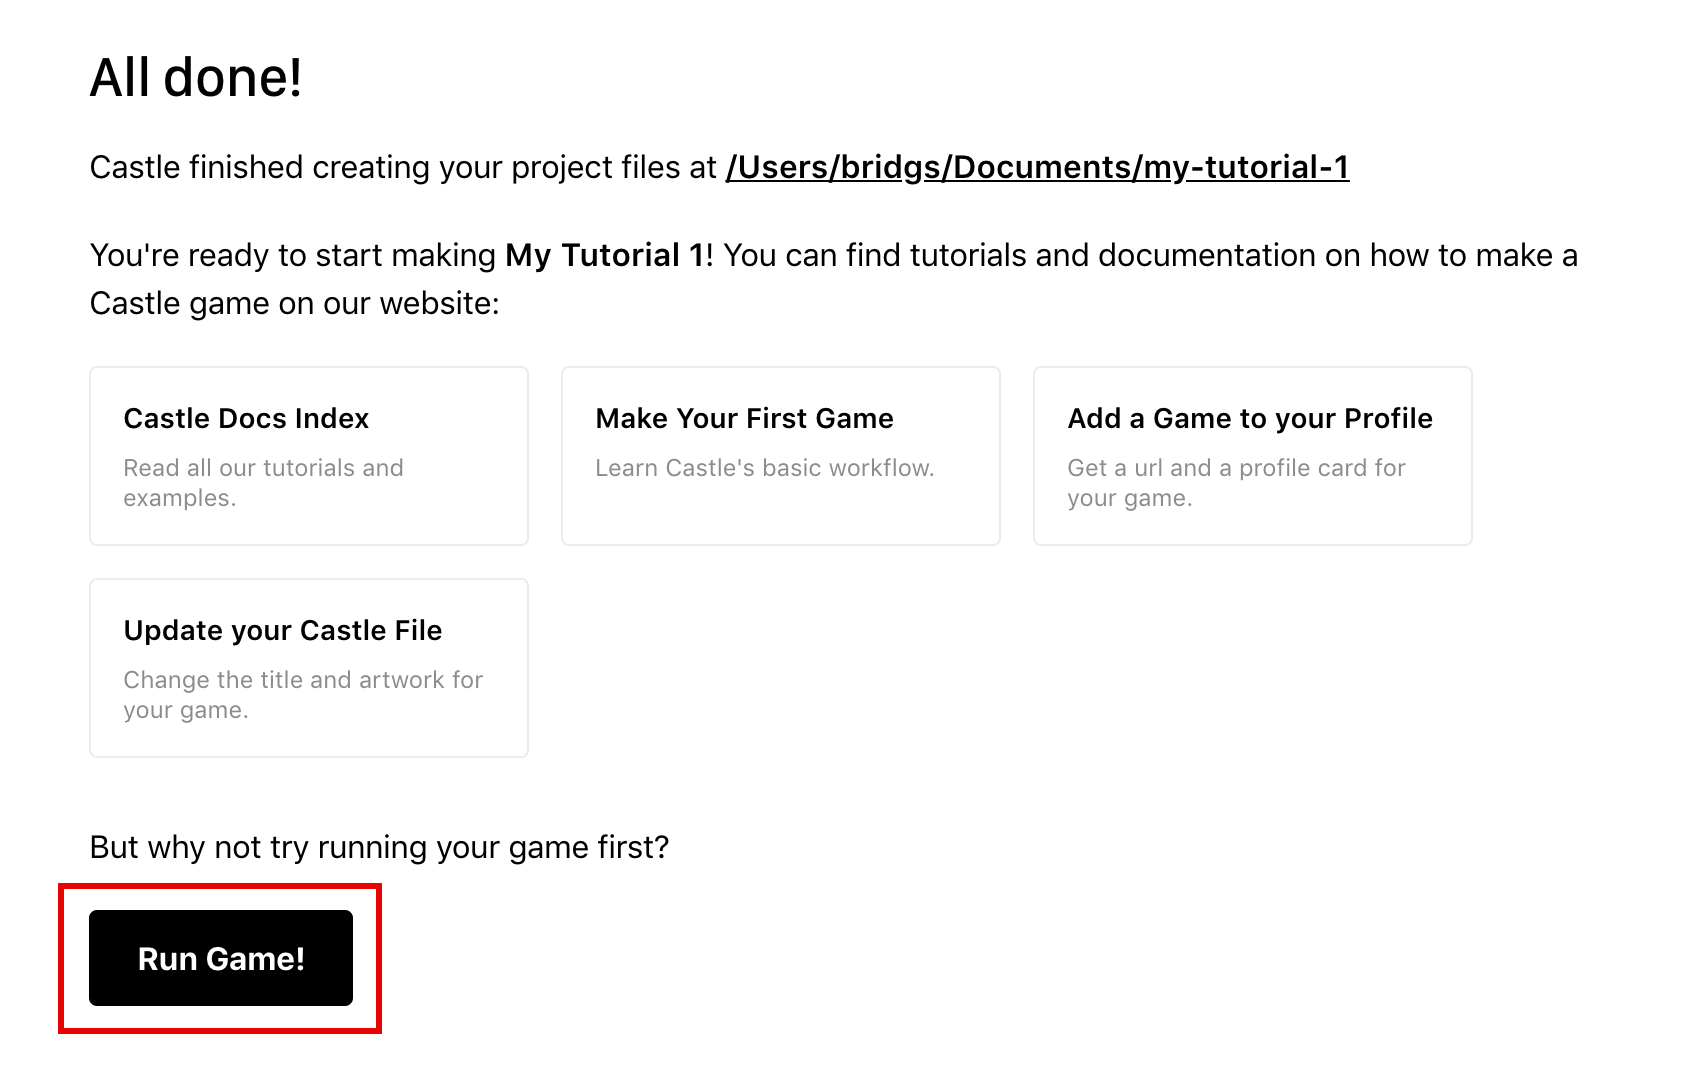 All done!
Castle finished creating your project files at /Users/bridgs/Documents/my-tutorial-1
You're ready to start making My Tutorial 1! You can find tutorials and documentation on how to make a
Castle game on our website:
Castle Docs Index
Read all our tutorials and
examples.
Make Your First Game
Learn Castle's basic workflow.
Add a Game to your Profile
Get a url and a profile card for
your game.
Update your Castle File
Change the title and artwork for
your game.
But why not try running your game first?
Run Game!